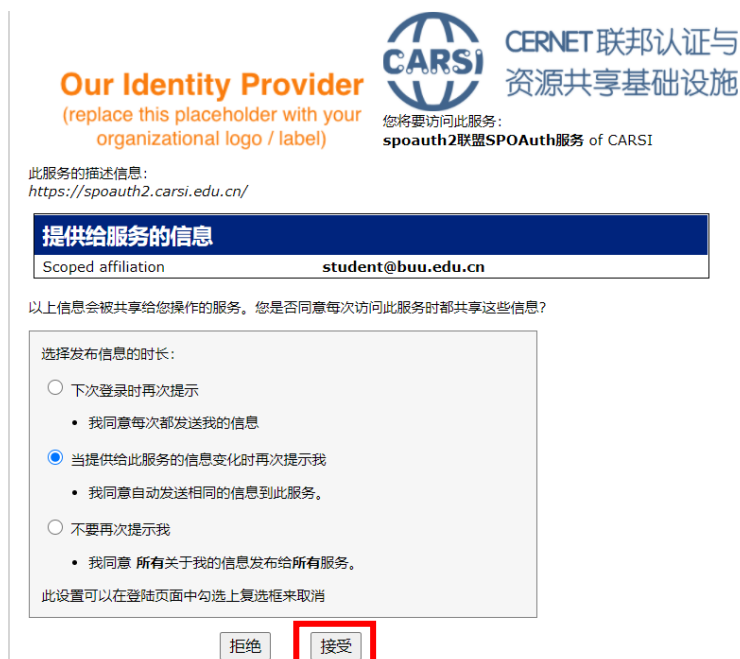 Our Identity Provider
(replace this placeholder with your
organizational logo / label)
CARSI
CERNET 联邦认证与
资源共享基础设施
您将要访问此服务:
spoauth2联盟SPOAuth服务 of CARSI
此服务的描述信息:
https://spoauth2.carsi.edu.cn/
提供给服务的信息
Scoped affiliation student@buu.edu.cn
以上信息会被共享给您操作的服务。您是否同意每次访问此服务时都共享这些信息?
选择发布信息的时长:
下次登录时再次提示
• 我同意每次都发送我的信息
当提供给此服务的信息变化时再次提示我
• 我同意自动发送相同的信息到此服务。
不要再次提示我
• 我同意 所有关于我的信息发布给所有服务。
此设置可以在登陆页面中勾选上复选框来取消
拒绝 接受